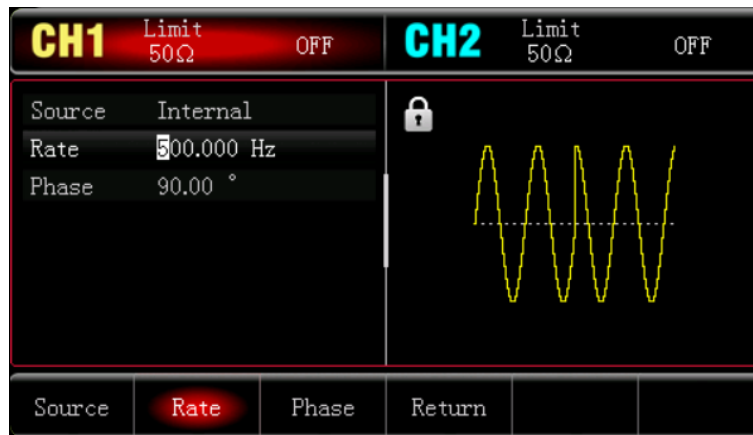 CH1 Limit 50Ω OFF
CH2 Limit 50Ω OFF
Source Internal
Rate 500.000 Hz
Phase 90.00 °
Source Rate Phase Return